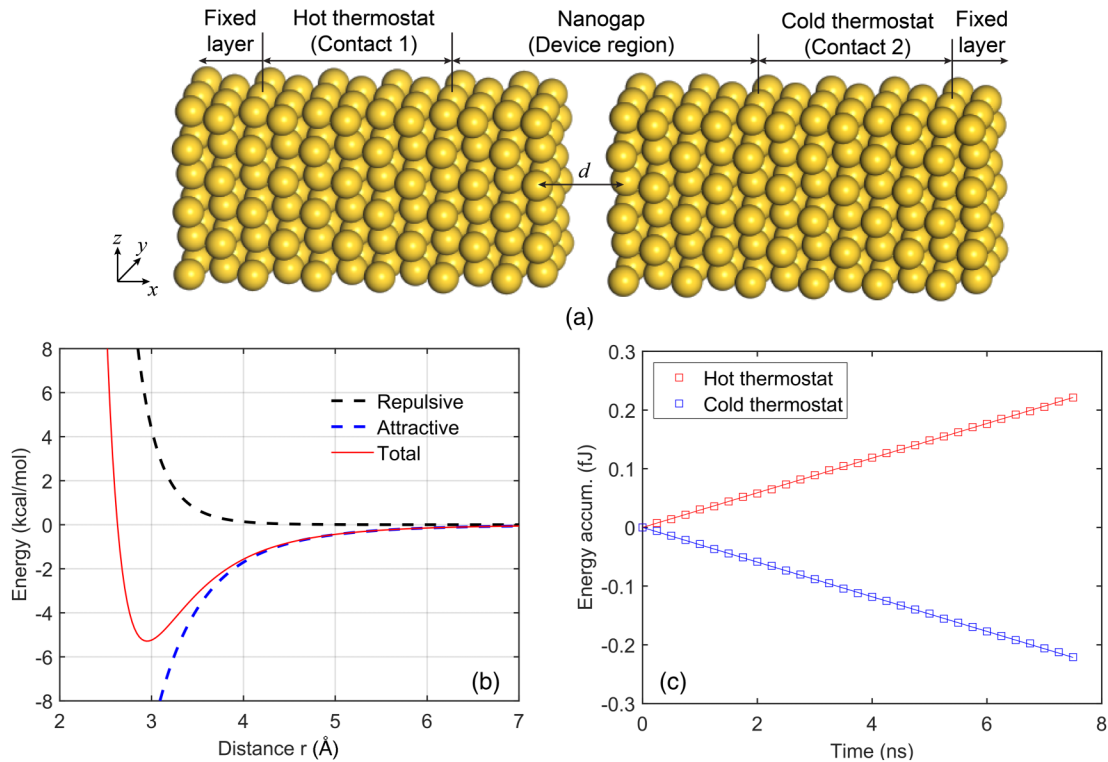 Fixed
layer
Hot thermostat
(Contact 1)
Nanogap
(Device region)
Cold thermostat
(Contact 2)
Fixed
layer
d
z
y
x
(a)
8
6
4
2
0
-2
-4
-6
-8
2
3
4
5
6
7
Energy (kcal/mol)
Distance r (Å)
Repulsive
Attractive
Total
(b)
0.3
0.2
0.1
0
-0.1
-0.2
-0.3
0
2
4
6
8
Energy accum. (fJ)
Time (ns)
Hot thermostat
Cold thermostat
(c)